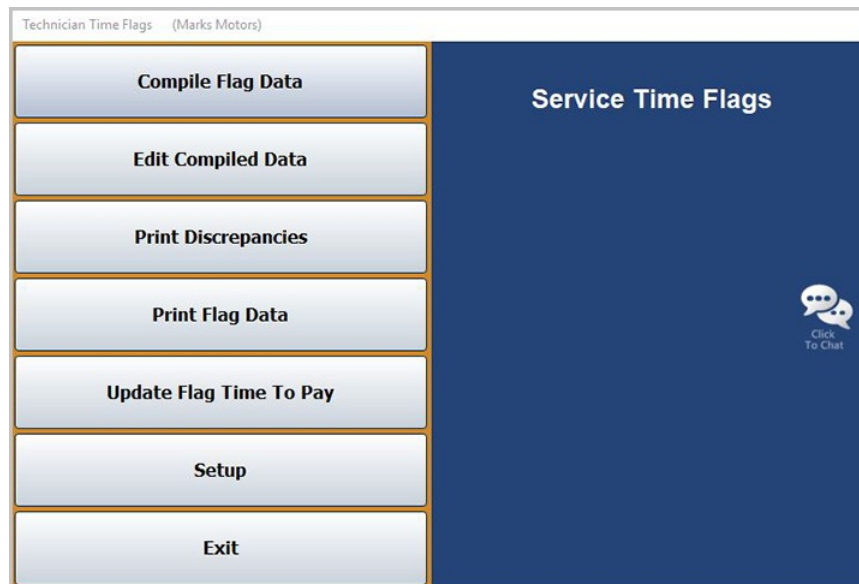 Technician Time Flags (Marks Motors)
Compile Flag Data
Edit Compiled Data
Print Discrepancies
Print Flag Data
Update Flag Time To Pay
Setup
Exit
Service Time Flags
Click
To Chat